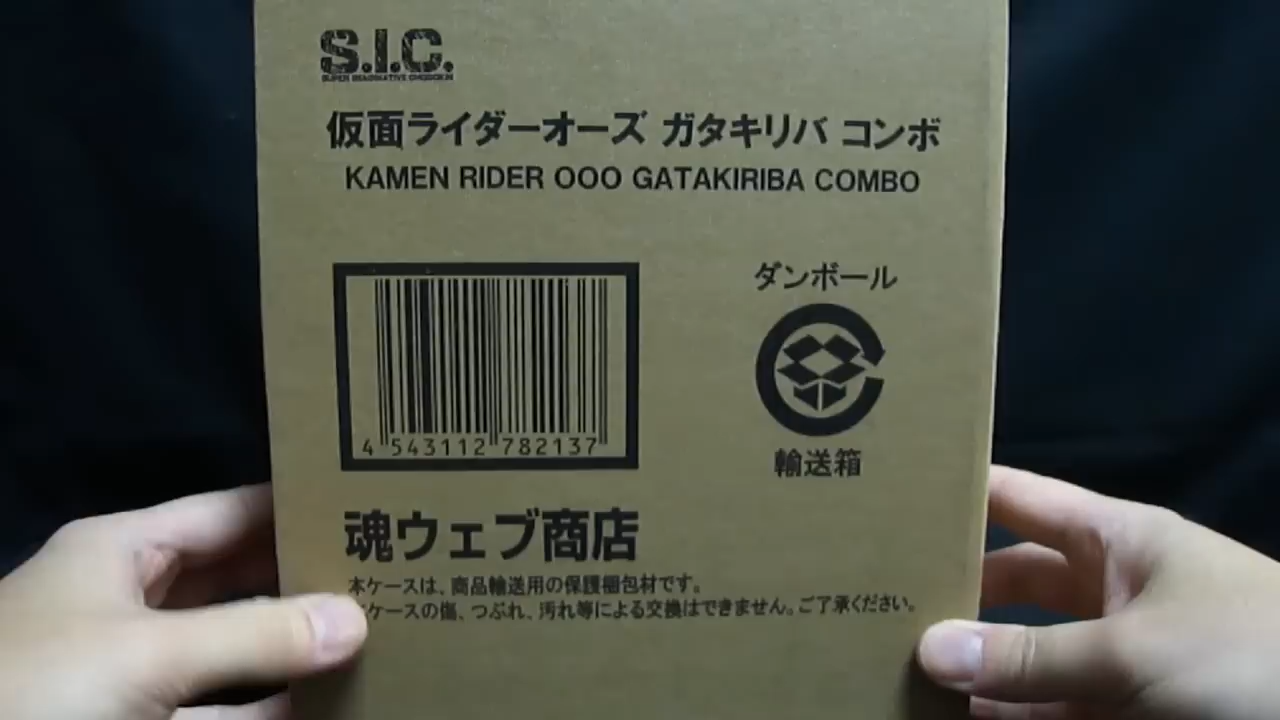 S.I.C.
SUPER IMAGINATIVE CHOGOKIN
仮面ライダーオーズ ガタキリバ コンボ
KAMEN RIDER OOO GATAKIRIBA COMBO
ダンボール
4 543112 782137
輸送箱
魂ウェブ商店
本ケースは、商品輸送用の保護梱包材です。
ケースの傷、つぶれ、汚れ等による交換はできません。ご了承ください。